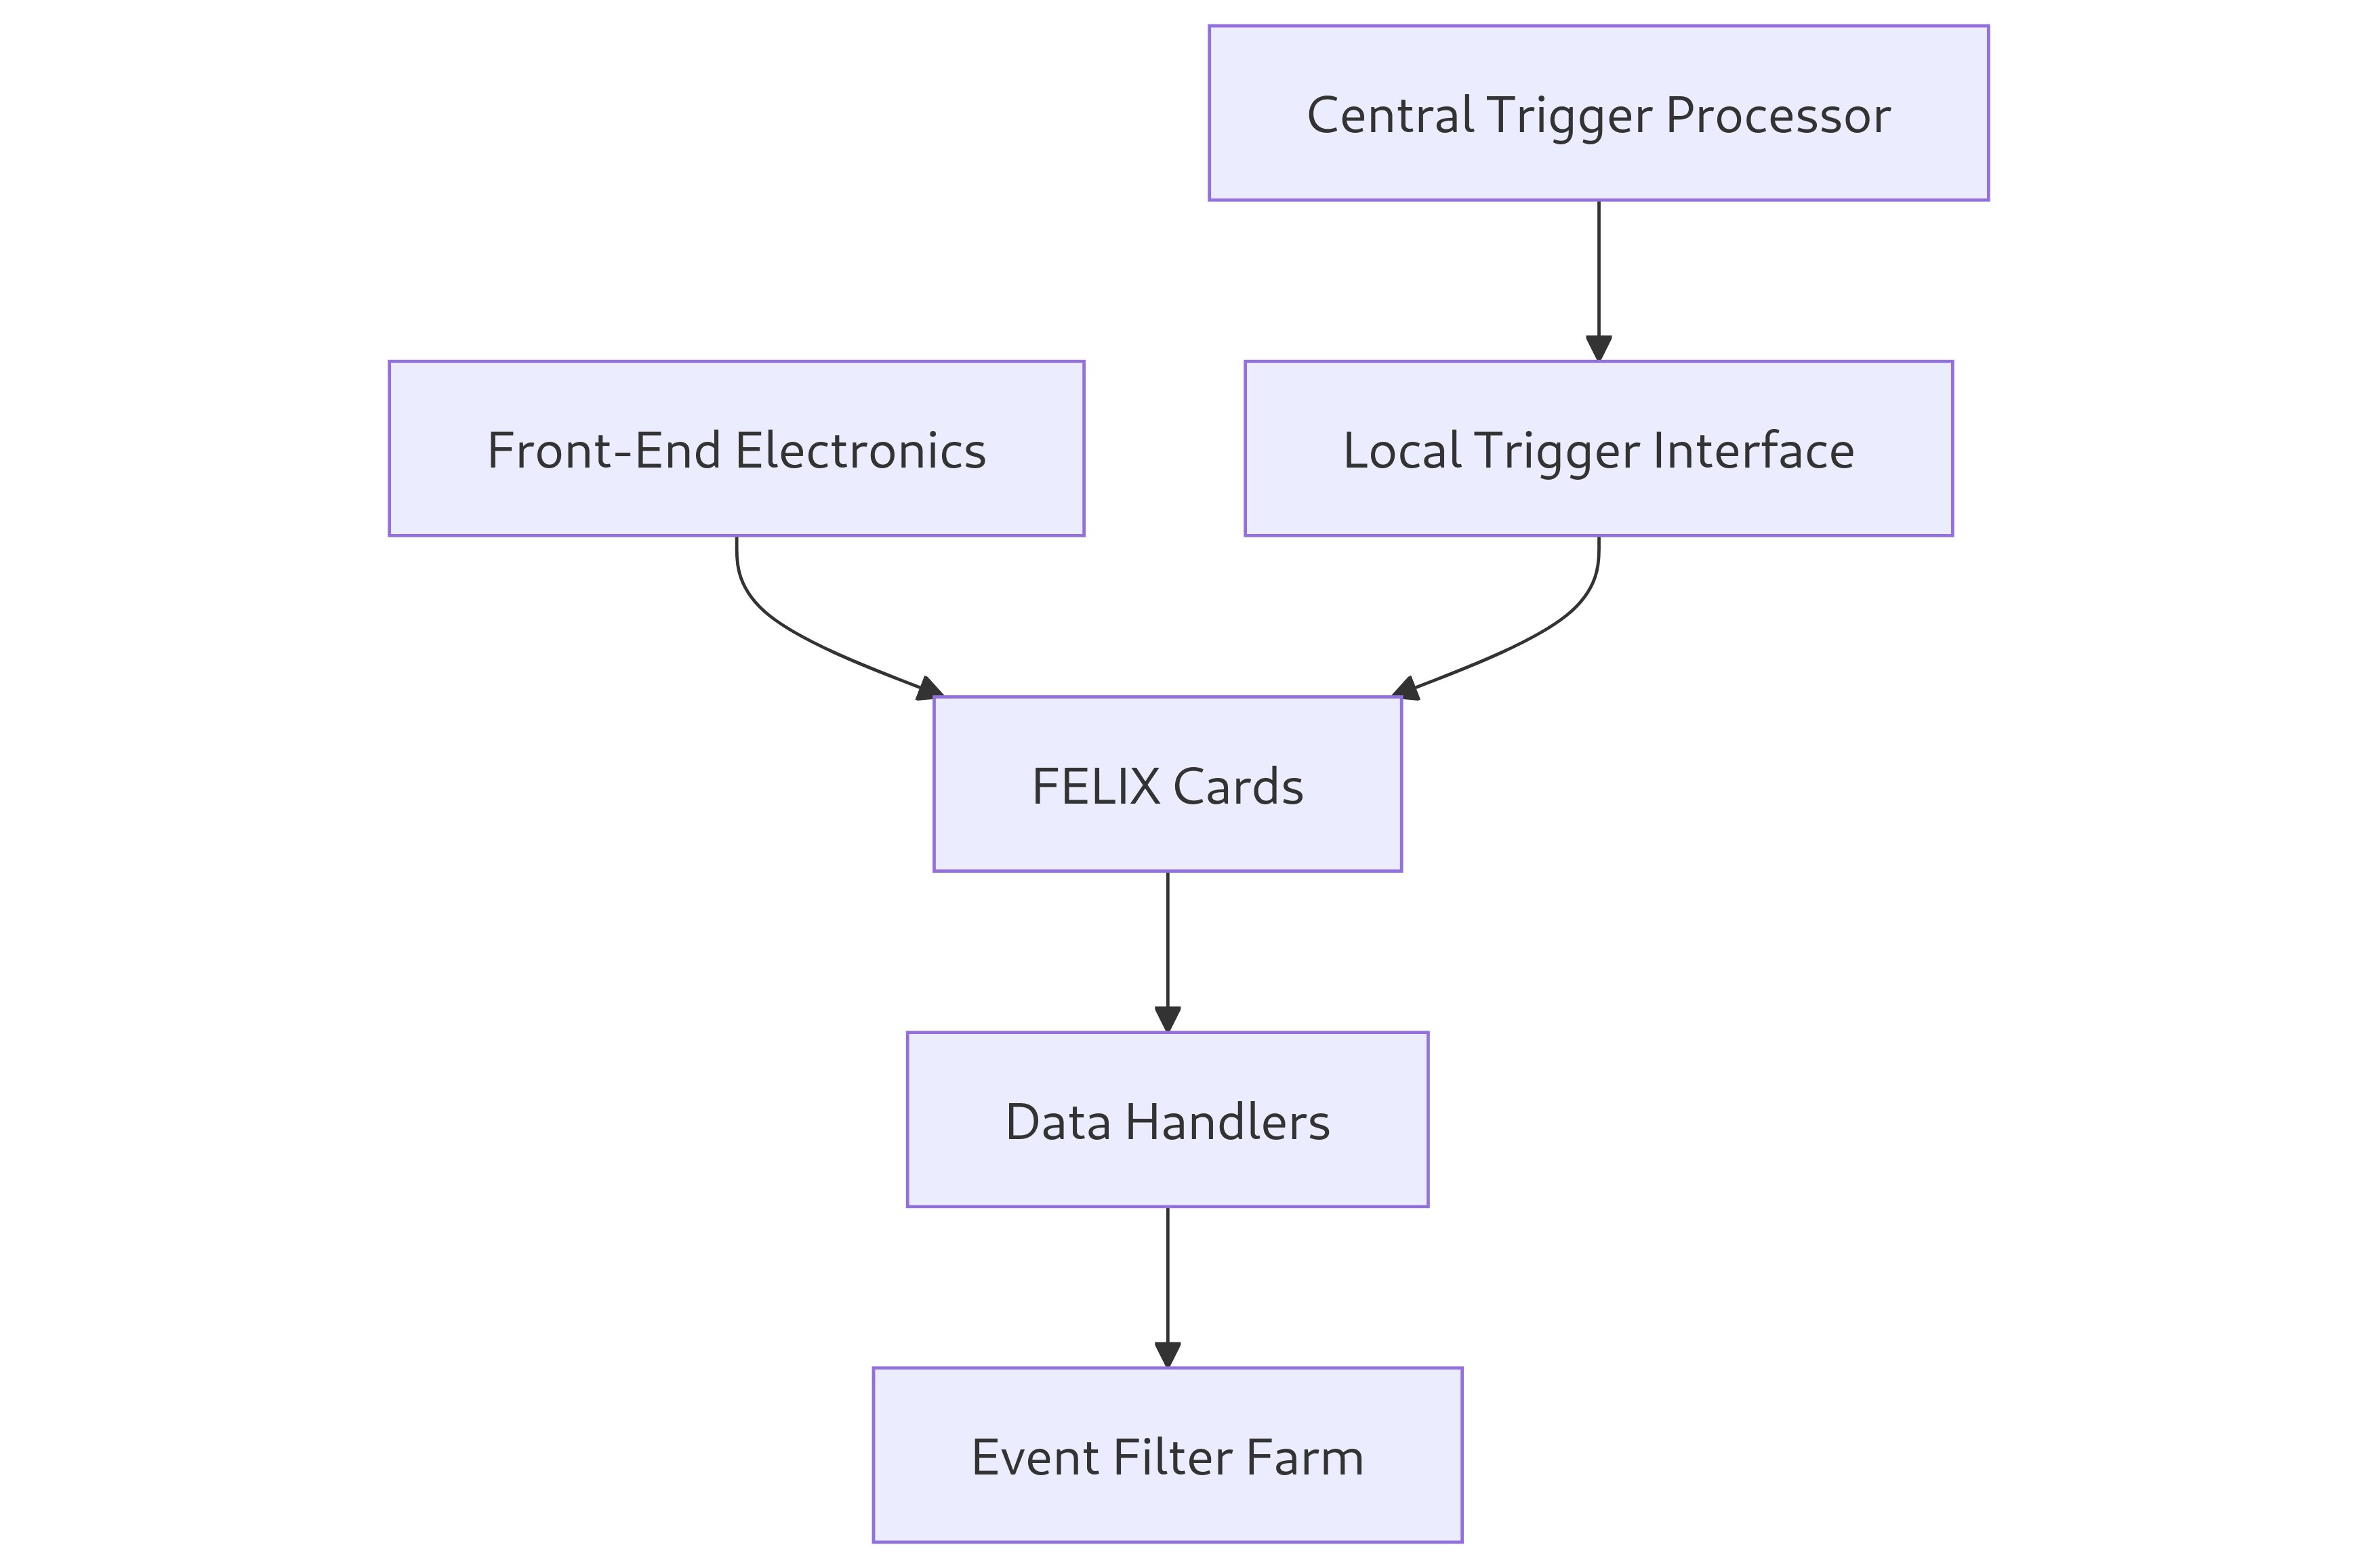 Central Trigger Processor
Front-End Electronics
Local Trigger Interface
FELIX Cards
Data Handlers
Event Filter Farm